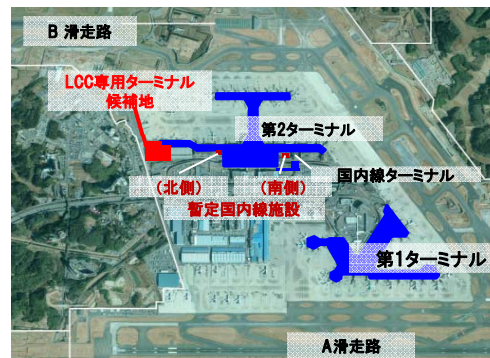 B 滑走路
LCC専用ターミナル
候補地
第2ターミナル
国内線ターミナル
（北側）
（南側）
暫定国内線施設
第1ターミナル
A滑走路